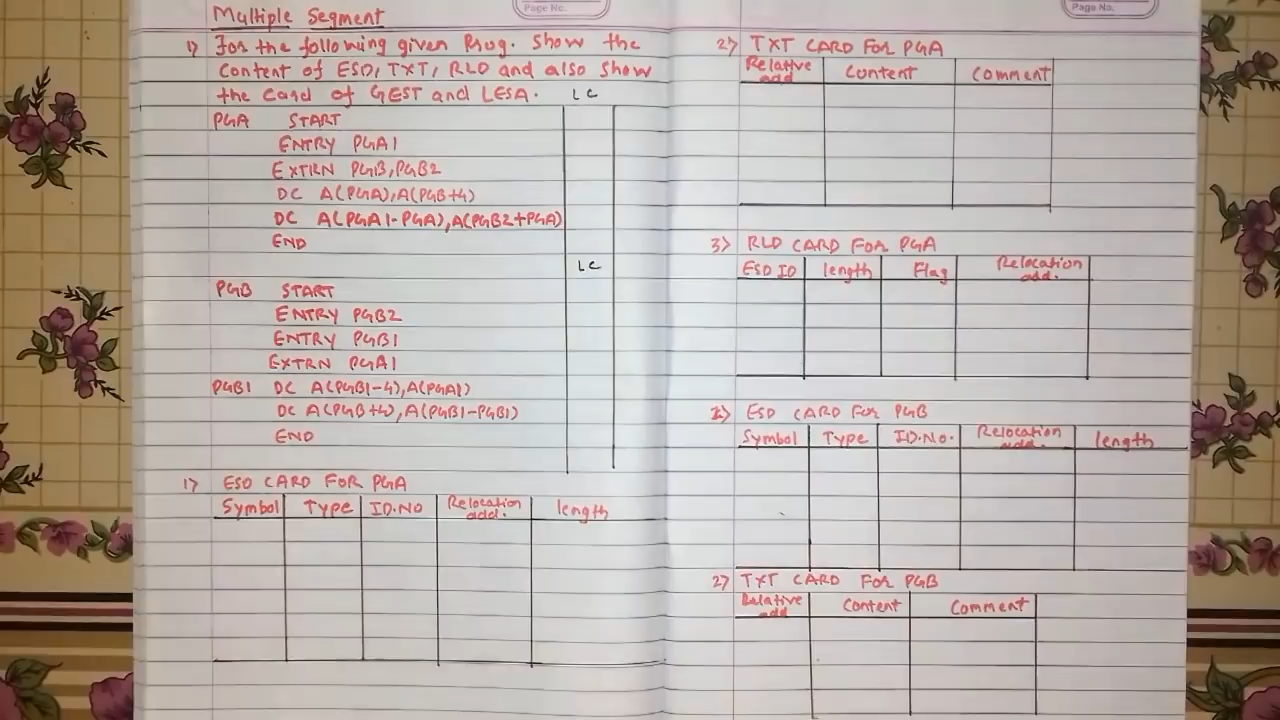 Page No.
Multiple Segment
1) For the following given Prog. Show the
Content of ESD, TXT, RLD and also Show
the Card of GEST and LESA.
LC
PGA START
ENTRY PGA1
EXTRN PGB, PGB2
DC A(PGA), A(PGB+4)
DC A(PGA1-PGA), A(PGB2+PGA)
END
LC
PGB START
ENTRY PGB2
ENTRY PGB1
EXTRN PGA1
PGB1 DC A(PGB1-4), A(PGA1)
DC A(PGB+4), A(PGB1-PGB1)
END
1) ESD CARD FOR PGA
Symbol Type ID.NO Relocation add. length
Page No.
2) TXT CARD FOR PGA
Relative add Content Comment
3) RLD CARD FOR PGA
ESD ID length Flag Relocation add.
ESD CARD FOR PGB
Symbol Type ID.No. Relocation add. length
2) TXT CARD FOR PGB
Relative add Content Comment